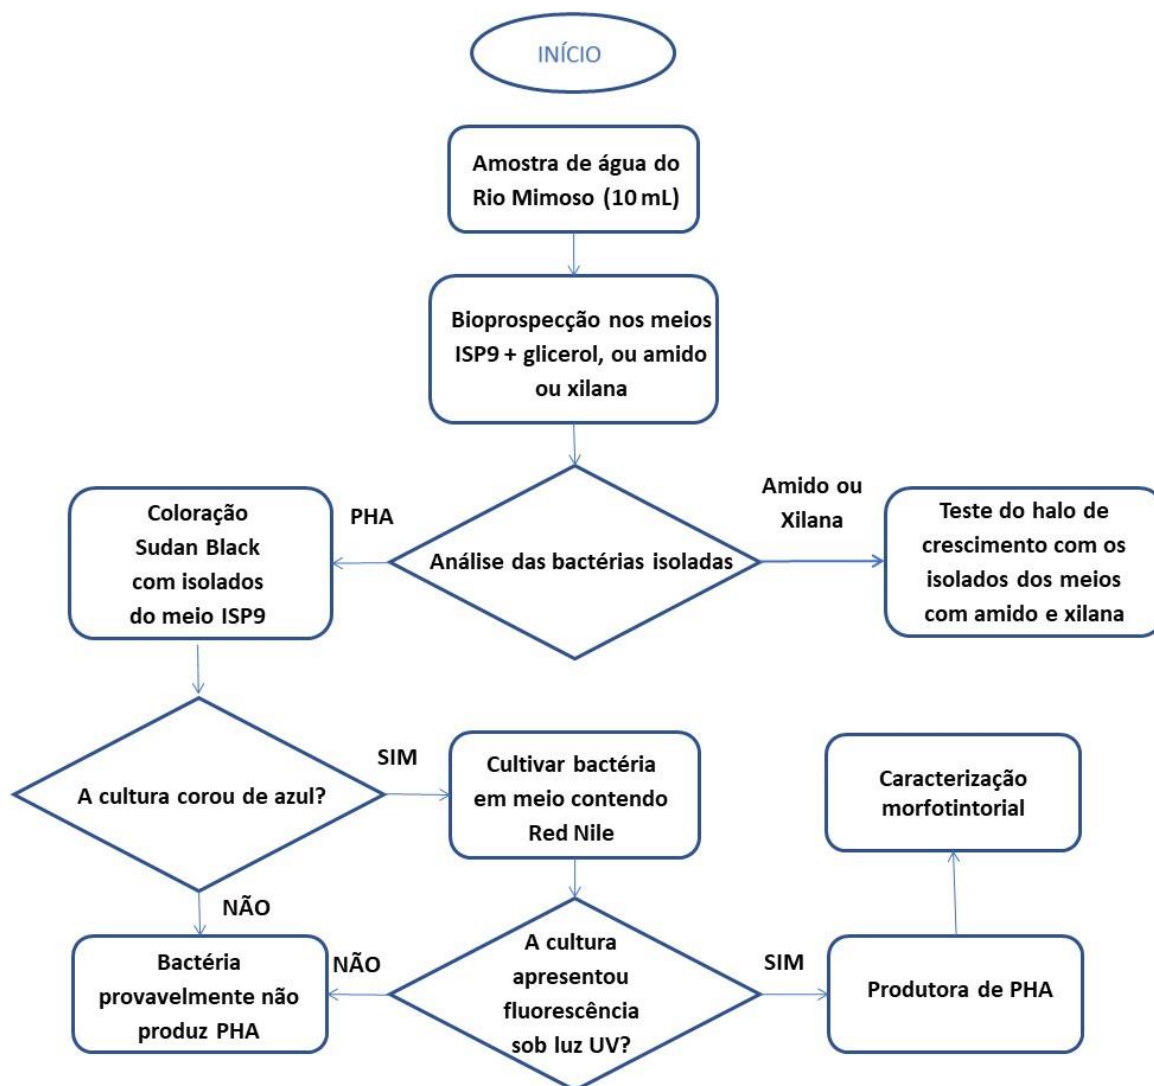 INÍCIO
Amostra de água do
Rio Mimoso (10 mL)
Bioprospecção nos meios
ISP9 + glicerol, ou amido
ou xilana
Análise das bactérias isoladas
PHA
Coloração
Sudan Black
com isolados
do meio ISP9
Amido ou
Xilana
Teste do halo de
crescimento com os
isolados dos meios
com amido e xilana
A cultura corou de azul?
SIM
Cultivar bactéria
em meio contendo
Red Nile
NÃO
Bactéria
provavelmente não
produz PHA
A cultura
apresentou
fluorescência
sob luz UV?
NÃO
SIM
Produtora de PHA
Caracterização
morfotintorial